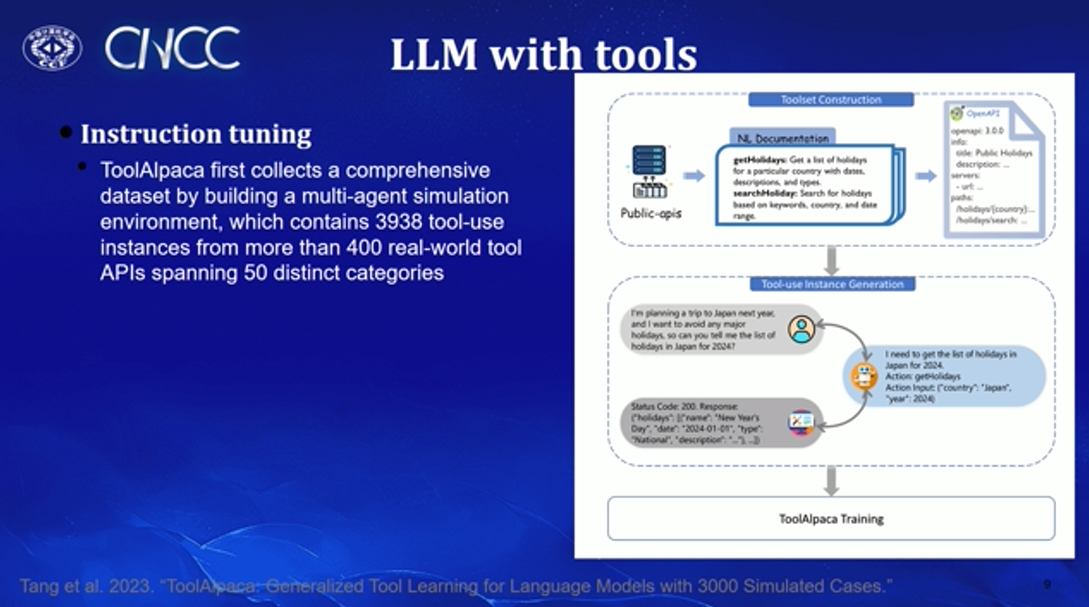 CNCC
LLM with tools
Instruction tuning
ToolAlpaca first collects a comprehensive
dataset by building a multi-agent simulation
environment, which contains 3938 tool-use
instances from more than 400 real-world tool
APIs spanning 50 distinct categories
Toolset Construction
Public-apis
NL Documentation
getHolidays: Get a list of holidays
for a particular country with dates,
descriptions, and types.
searchHoliday: Search for holidays
based on keywords, country, and date
range.
OpenAPI
openapi: 3.0.0
info:
title: Public Holidays
description: ...
servers:
- url: ...
paths:
/holidays/{country}:...
/holidays/search: ...
Tool-use Instance Generation
I'm planning a trip to Japan next year,
and I want to avoid any major
holidays, so can you tell me the list of
holidays in Japan for 2024?
I need to get the list of holidays in
Japan for 2024.
Action: getHolidays
Action Input: {"country": "Japan",
"year": 2024}
Status Code: 200. Response:
{"holidays": [{"name": "New Year's
Day", "date": "2024-01-01", "type":
"National", "description": "..."}, ...]}
ToolAlpaca Training
Tang et al. 2023. "ToolAlpaca: Generalized Tool Learning for Language Models with 3000 Simulated Cases."
9